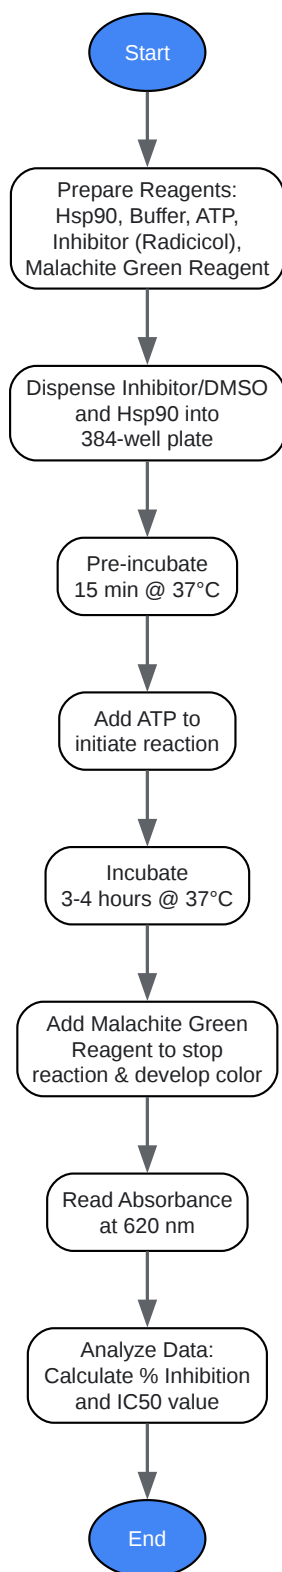 Start
Prepare Reagents:
Hsp90, Buffer, ATP,
Inhibitor (Radicicol),
Malachite Green Reagent
Dispense Inhibitor/DMSO
and Hsp90 into
384-well plate
Pre-incubate
15 min @ 37°C
Add ATP to
initiate reaction
Incubate
3-4 hours @ 37°C
Add Malachite Green
Reagent to stop
reaction & develop color
Read Absorbance
at 620 nm
Analyze Data:
Calculate % Inhibition
and IC50 value
End